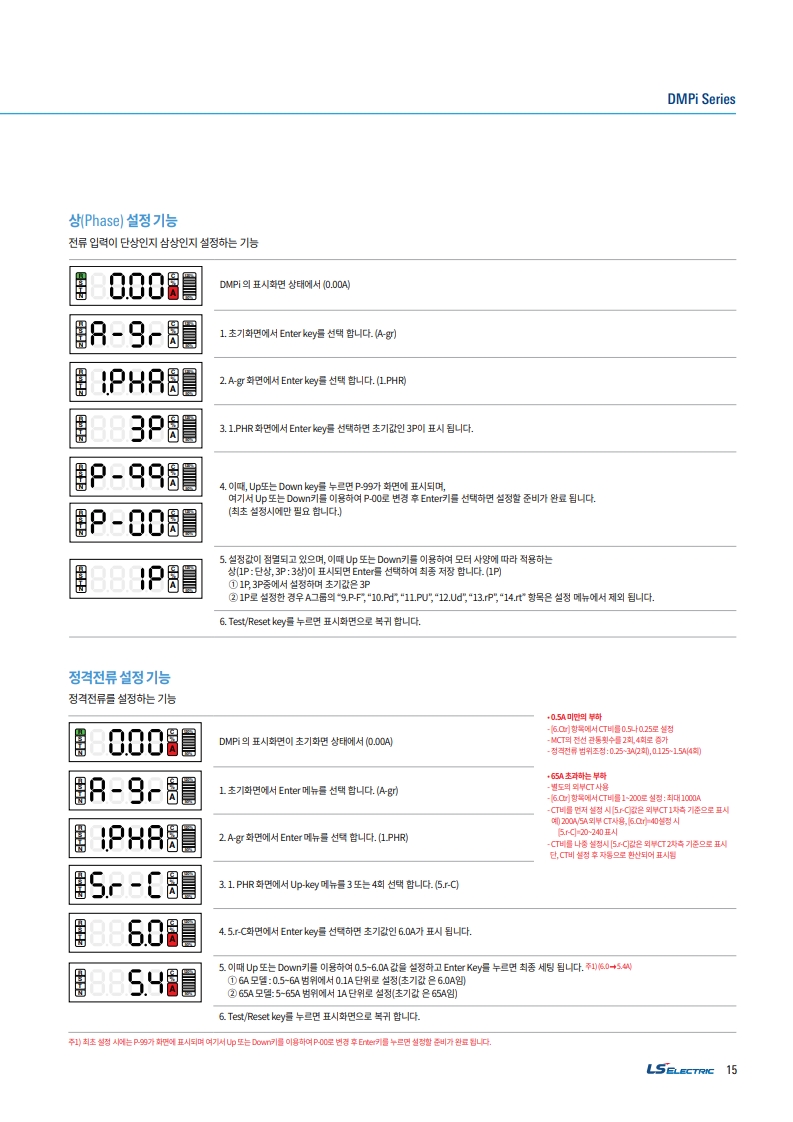 DMPi Series
상(Phase) 설정 기능
전류 입력이 단상인지 삼상인지 설정하는 기능
0.00
DMPi 의 표시화면 상태에서 (0.00A)
A-gr
1. 초기화면에서 Enter key를 선택 합니다. (A-gr)
1.PHA
2. A-gr 화면에서 Enter key를 선택 합니다. (1.PHR)
3P
3. 1.PHR 화면에서 Enter key를 선택하면 초기값인 3P이 표시 됩니다.
P-99
4. 이때, Up또는 Down key를 누르면 P-99가 화면에 표시되며,
여기서 Up 또는 Down키를 이용하여 P-00로 변경 후 Enter키를 선택하면 설정할 준비가 완료 됩니다.
(최초 설정시에만 필요 합니다.)
P-00
5. 설정값이 점멸되고 있으며, 이때 Up 또는 Down키를 이용하여 모터 사양에 따라 적용하는
상(1P : 단상, 3P : 3상)이 표시되면 Enter를 선택하여 최종 저장 합니다. (1P)
1P
① 1P, 3P중에서 설정하며 초기값은 3P
② 1P로 설정한 경우 A그룹의 “9.P-F”, “10.Pd”, “11.PU”, “12.Ud”, “13.rP”, “14.rt” 항목은 설정 메뉴에서 제외 됩니다.
6. Test/Reset key를 누르면 표시화면으로 복귀 합니다.
정격전류 설정 기능
정격전류를 설정하는 기능
0.00
DMPi 의 표시화면이 초기화면 상태에서 (0.00A)
A-gr
1. 초기화면에서 Enter 메뉴를 선택 합니다. (A-gr)
1.PHA
2. A-gr 화면에서 Enter 메뉴를 선택 합니다. (1.PHR)
5.r-C
3. 1. PHR 화면에서 Up-key 메뉴를 3 또는 4회 선택 합니다. (5.r-C)
6.0
4. 5.r-C화면에서 Enter key를 선택하면 초기값인 6.0A가 표시 됩니다.
5.4
5. 이때 Up 또는 Down키를 이용하여 0.5~6.0A 값을 설정하고 Enter Key를 누르면 최종 세팅 됩니다. 주1) (6.0➞5.4A)
① 6A 모델 : 0.5~6A 범위에서 0.1A 단위로 설정(초기값 은 6.0A임)
② 65A 모델: 5~65A 범위에서 1A 단위로 설정(초기값 은 65A임)
6. Test/Reset key를 누르면 표시화면으로 복귀 합니다.
• 0.5A 미만의 부하
- [6.Ctr] 항목에서 CT비를 0.5나 0.25로 설정
- MCT의 전선 관통횟수를 2회, 4회로 증가
- 정격전류 범위조정 : 0.25~3A(2회), 0.125~1.5A(4회)
• 65A 초과하는 부하
- 별도의 외부CT 사용
- [6.Ctr] 항목에서 CT비를 1~200로 설정 : 최대 1000A
- CT비를 먼저 설정 시 [5.r-C]값은 외부CT 1차측 기준으로 표시
예) 200A/5A 외부 CT사용, [6.Ctr]=40설정 시
[5.r-C]=20~240 표시
- CT비를 나중 설정시 [5.r-C]값은 외부CT 2차측 기준으로 표시
단, CT비 설정 후 자동으로 환산되어 표시됨
주1) 최초 설정 시에는 P-99가 화면에 표시되며 여기서 Up 또는 Down키를 이용하여 P-00로 변경 후 Enter키를 누르면 설정할 준비가 완료 됩니다.
LS ELECTRIC 15